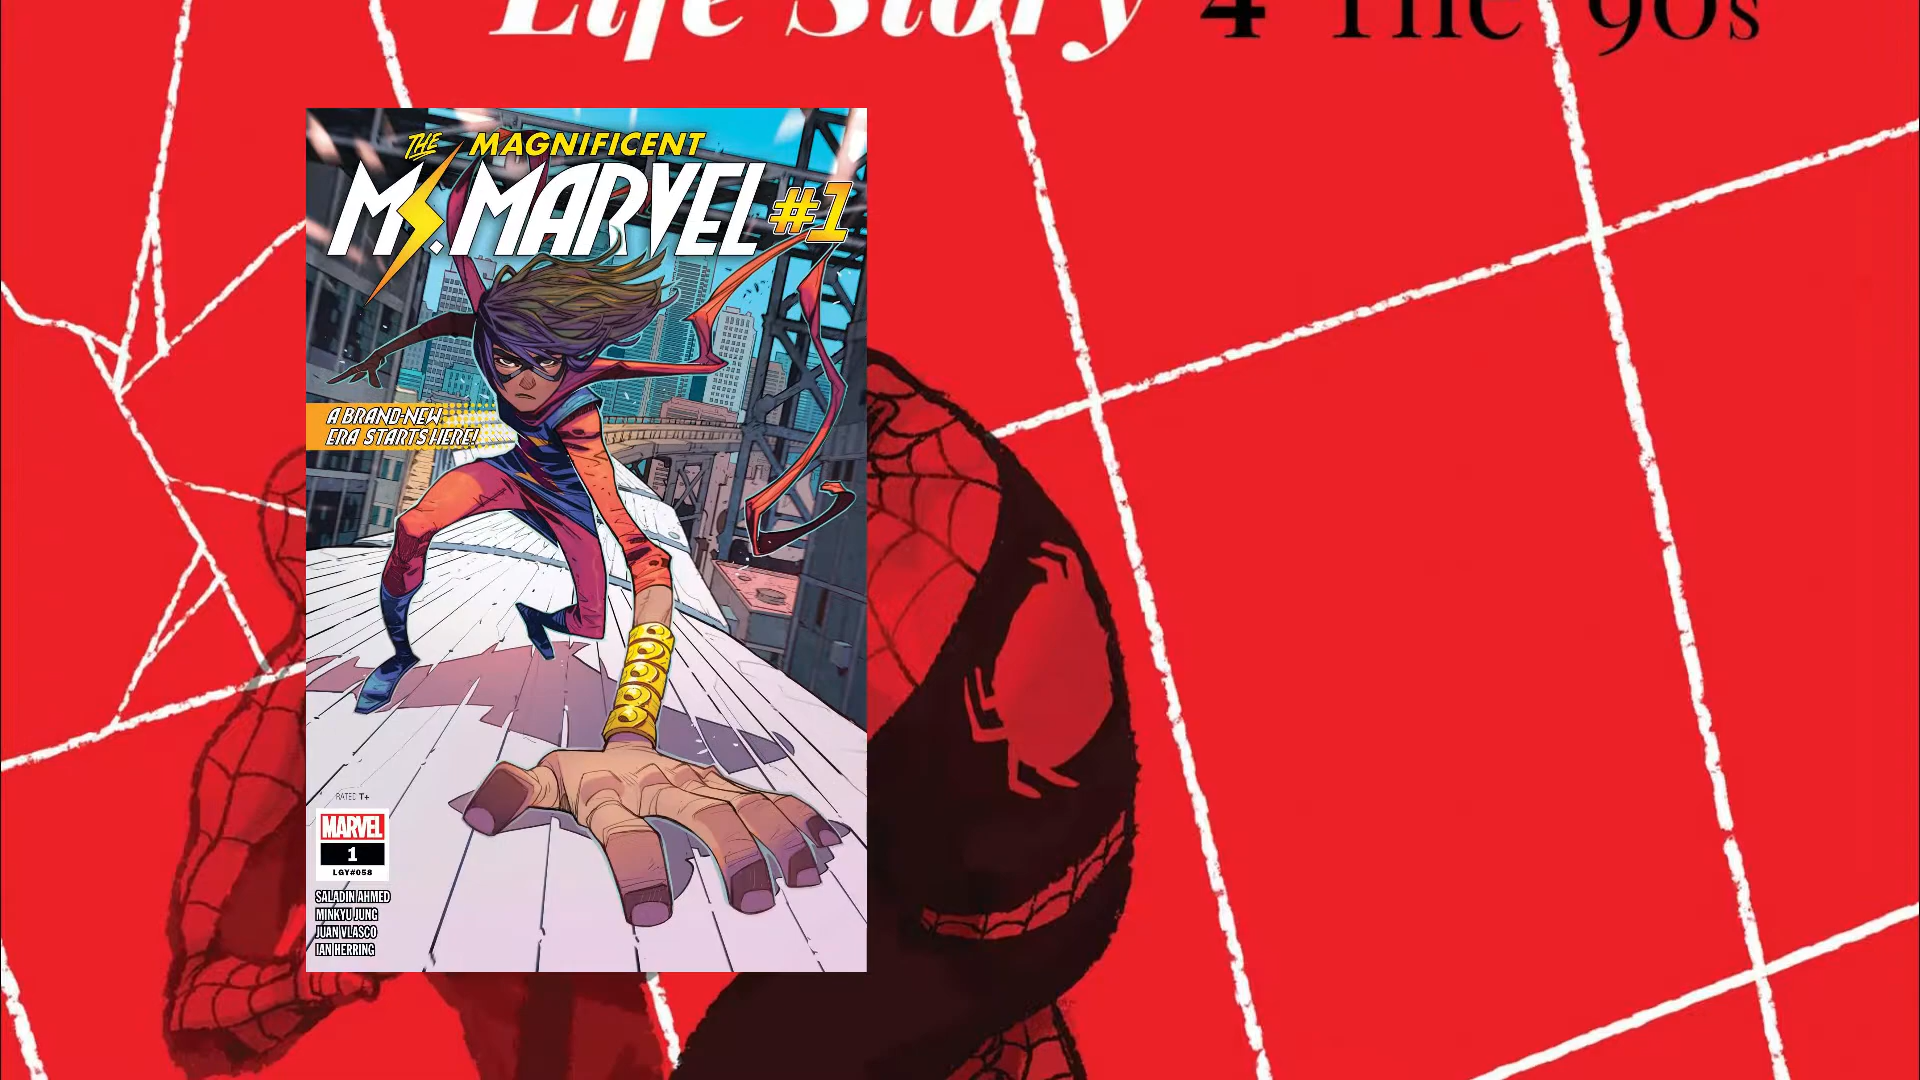 Life Story 4 The '90s
THE MAGNIFICENT
MS. MARVEL #1
A BRAND-NEW
ERA STARTS HERE!
RATED T+
MARVEL
1
LGY#058
SALADIN AHMED
MINKYU JUNG
JUAN VLASCO
IAN HERRING